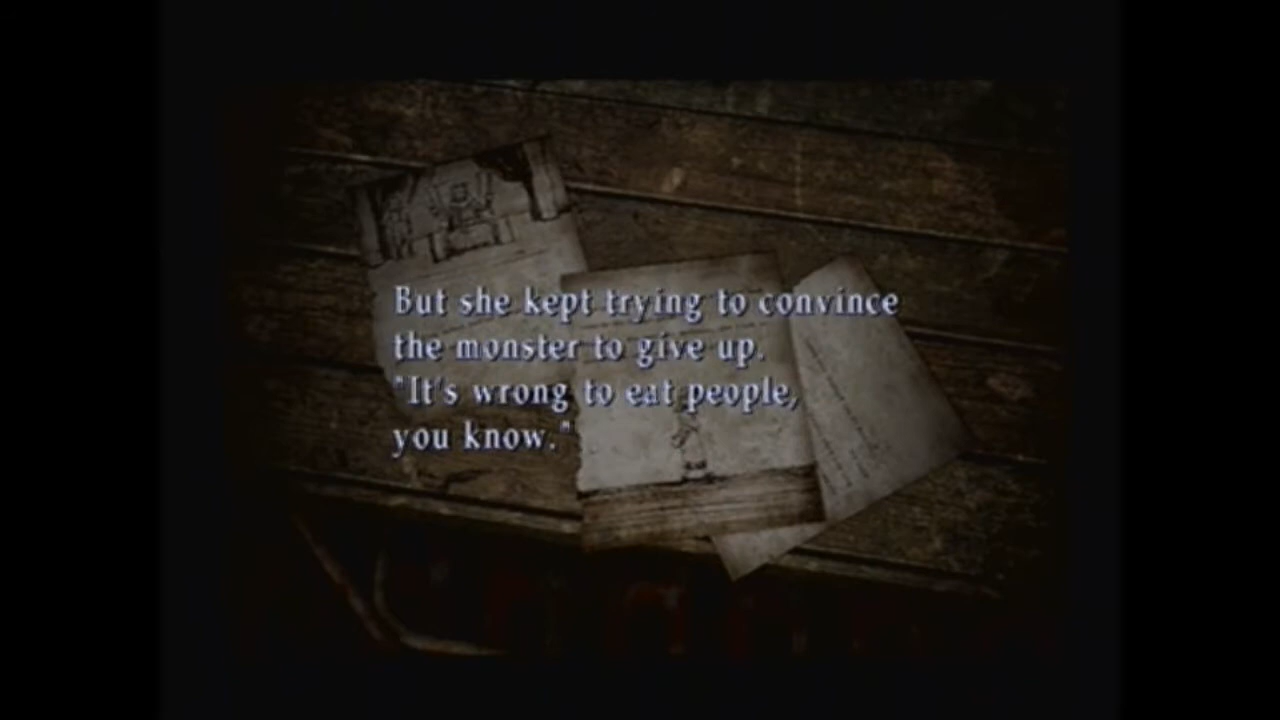 But she kept trying to convince
the monster to give up.
"It's wrong to eat people,
you know."